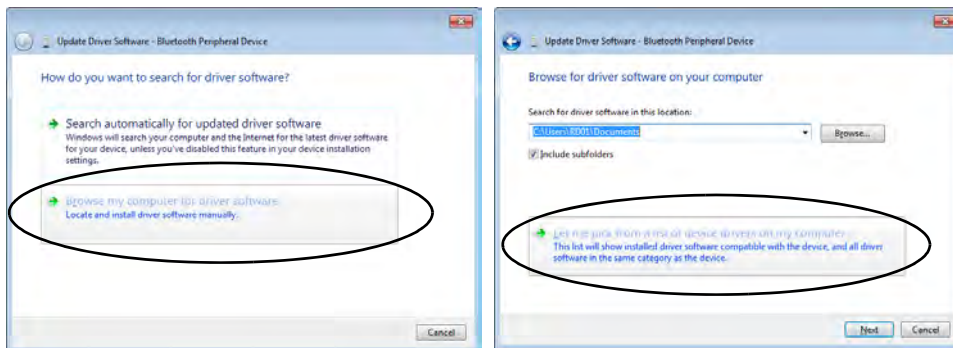 Update Driver Software - Bluetooth Peripheral Device
How do you want to search for driver software?
Search automatically for updated driver software
Windows will search your computer and the Internet for the latest driver software
for your device, unless you've disabled this feature in your device installation
settings.
Browse my computer for driver software
Locate and install driver software manually.
Cancel
Update Driver Software - Bluetooth Peripheral Device
Browse for driver software on your computer
Search for driver software in this location:
Browse...
Include subfolders
Let me pick from a list of device drivers on my computer
This list will show installed driver software compatible with the device, and all driver
software in the same category as the device.
Next
Cancel